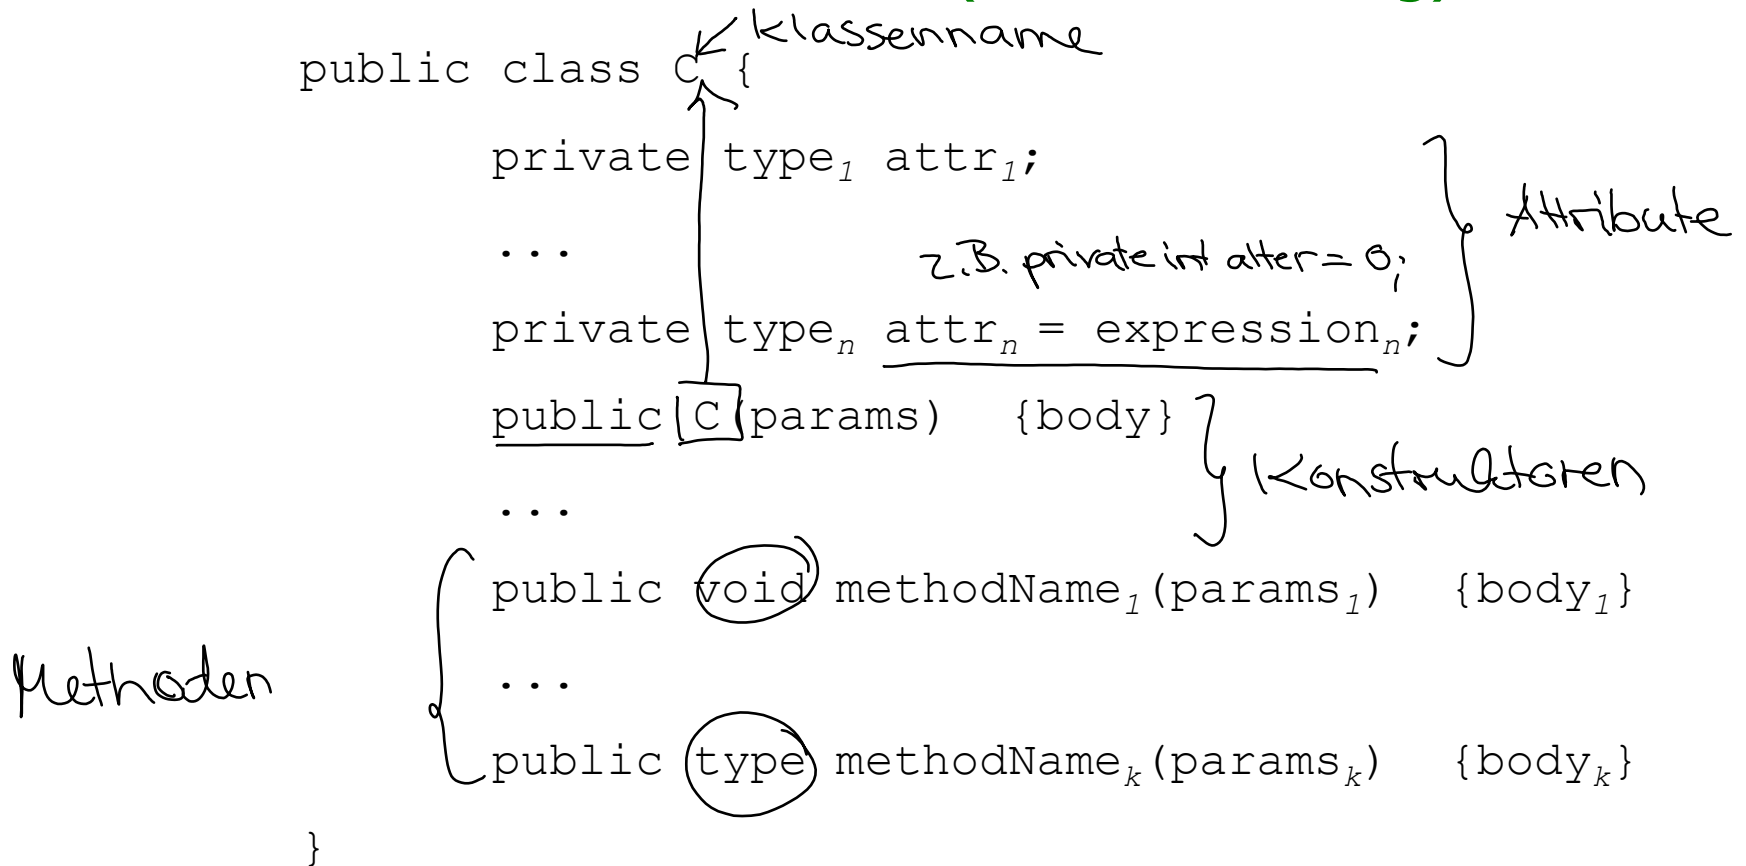 Klassenname
public class C {
private type1 attr1;
Attribute
...
z.B. private int alter = 0;
private typen attrn = expressionn;
public C(params) {body}
Konstruktoren
...
public void methodName1(params1) {body1}
Methoden
...
public type methodNamek(paramsk) {bodyk}
}